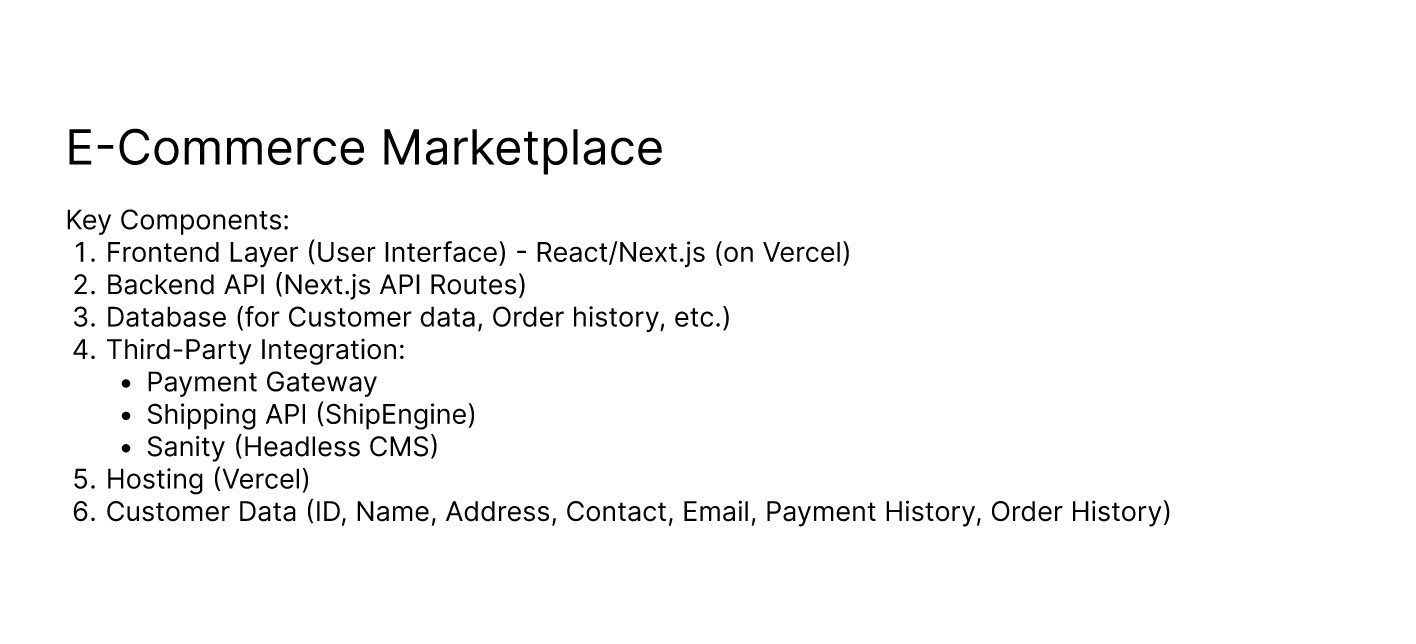 E-Commerce Marketplace
Key Components:
1. Frontend Layer (User Interface) - React/Next.js (on Vercel)
2. Backend API (Next.js API Routes)
3. Database (for Customer data, Order history, etc.)
4. Third-Party Integration:
• Payment Gateway
• Shipping API (ShipEngine)
• Sanity (Headless CMS)
5. Hosting (Vercel)
6. Customer Data (ID, Name, Address, Contact, Email, Payment History, Order History)